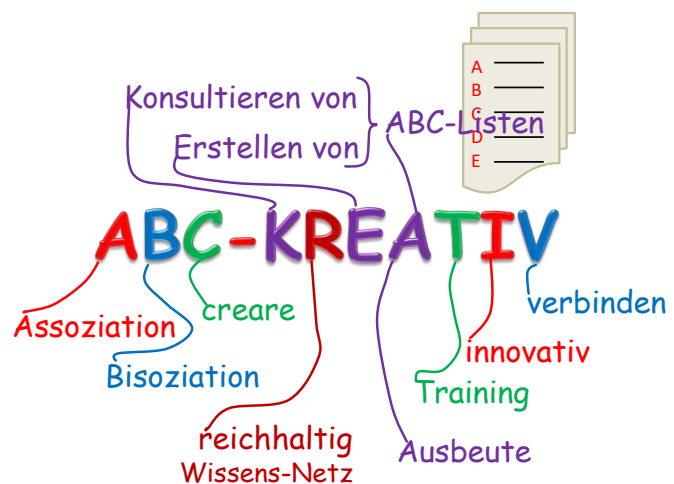 A
B
C
D
E
Konsultieren von
ABC-Listen
Erstellen von
ABC-KREATIV
creare
verbinden
Assoziation
innovativ
Bisoziation
Training
reichhaltig
Ausbeute
Wissens-Netz